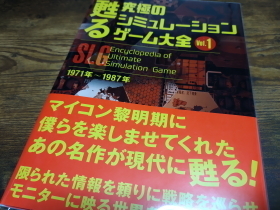 甦る
究極の
シミュレーション
ゲーム大全 Vol.1
SLG
Encyclopedia of
Ultimate
Simulation Game
1971年~1987年
マイコン黎明期に
僕らを楽しませてくれた
あの名作が現代に甦る!
限られた情報を頼りに戦略を巡らせ
モニターに映る世界